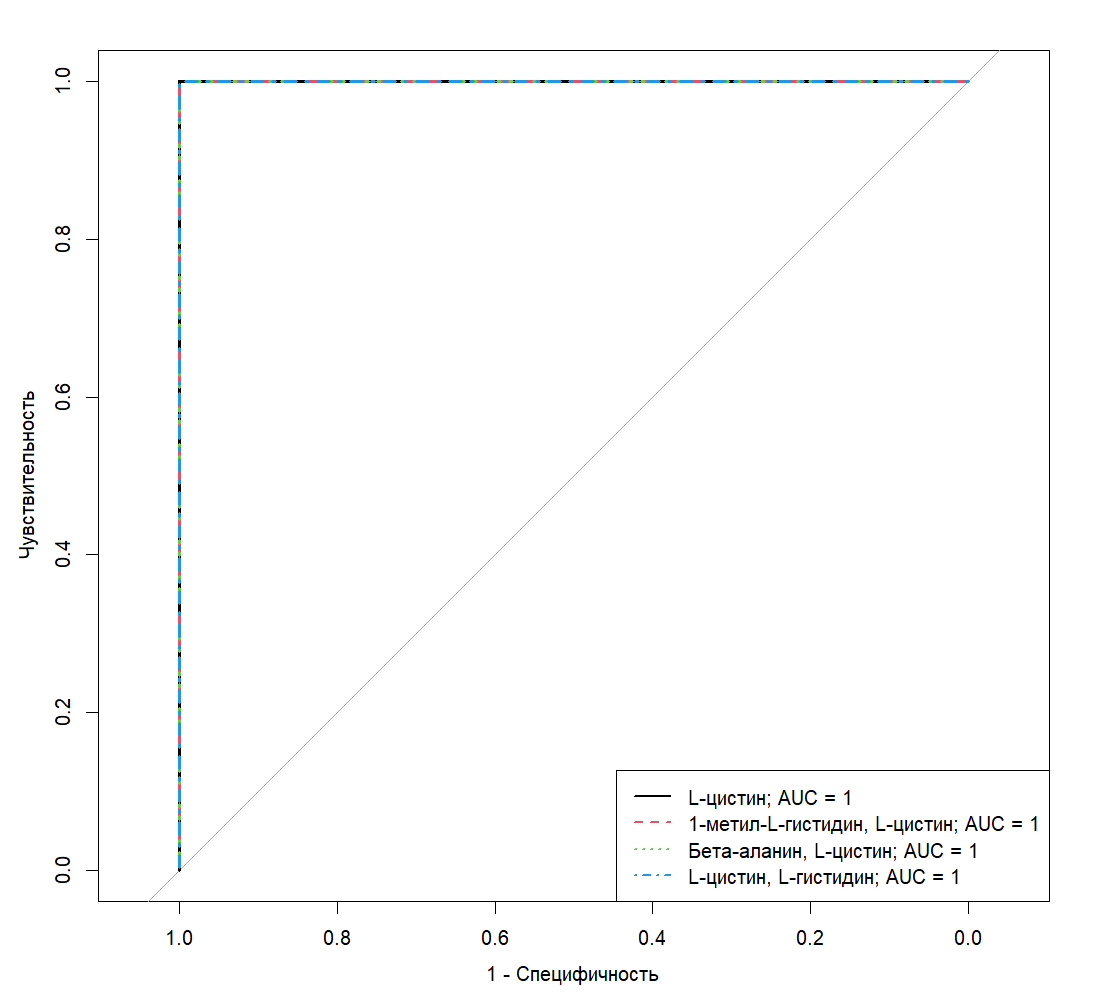 1.0
0.8
0.6
0.4
0.2
0.0
Чувствительность
1.0 0.8 0.6 0.4 0.2 0.0
1 - Специфичность
L-цистин; AUC = 1
1-метил-L-гистидин, L-цистин; AUC = 1
Бета-аланин, L-цистин; AUC = 1
L-цистин, L-гистидин; AUC = 1